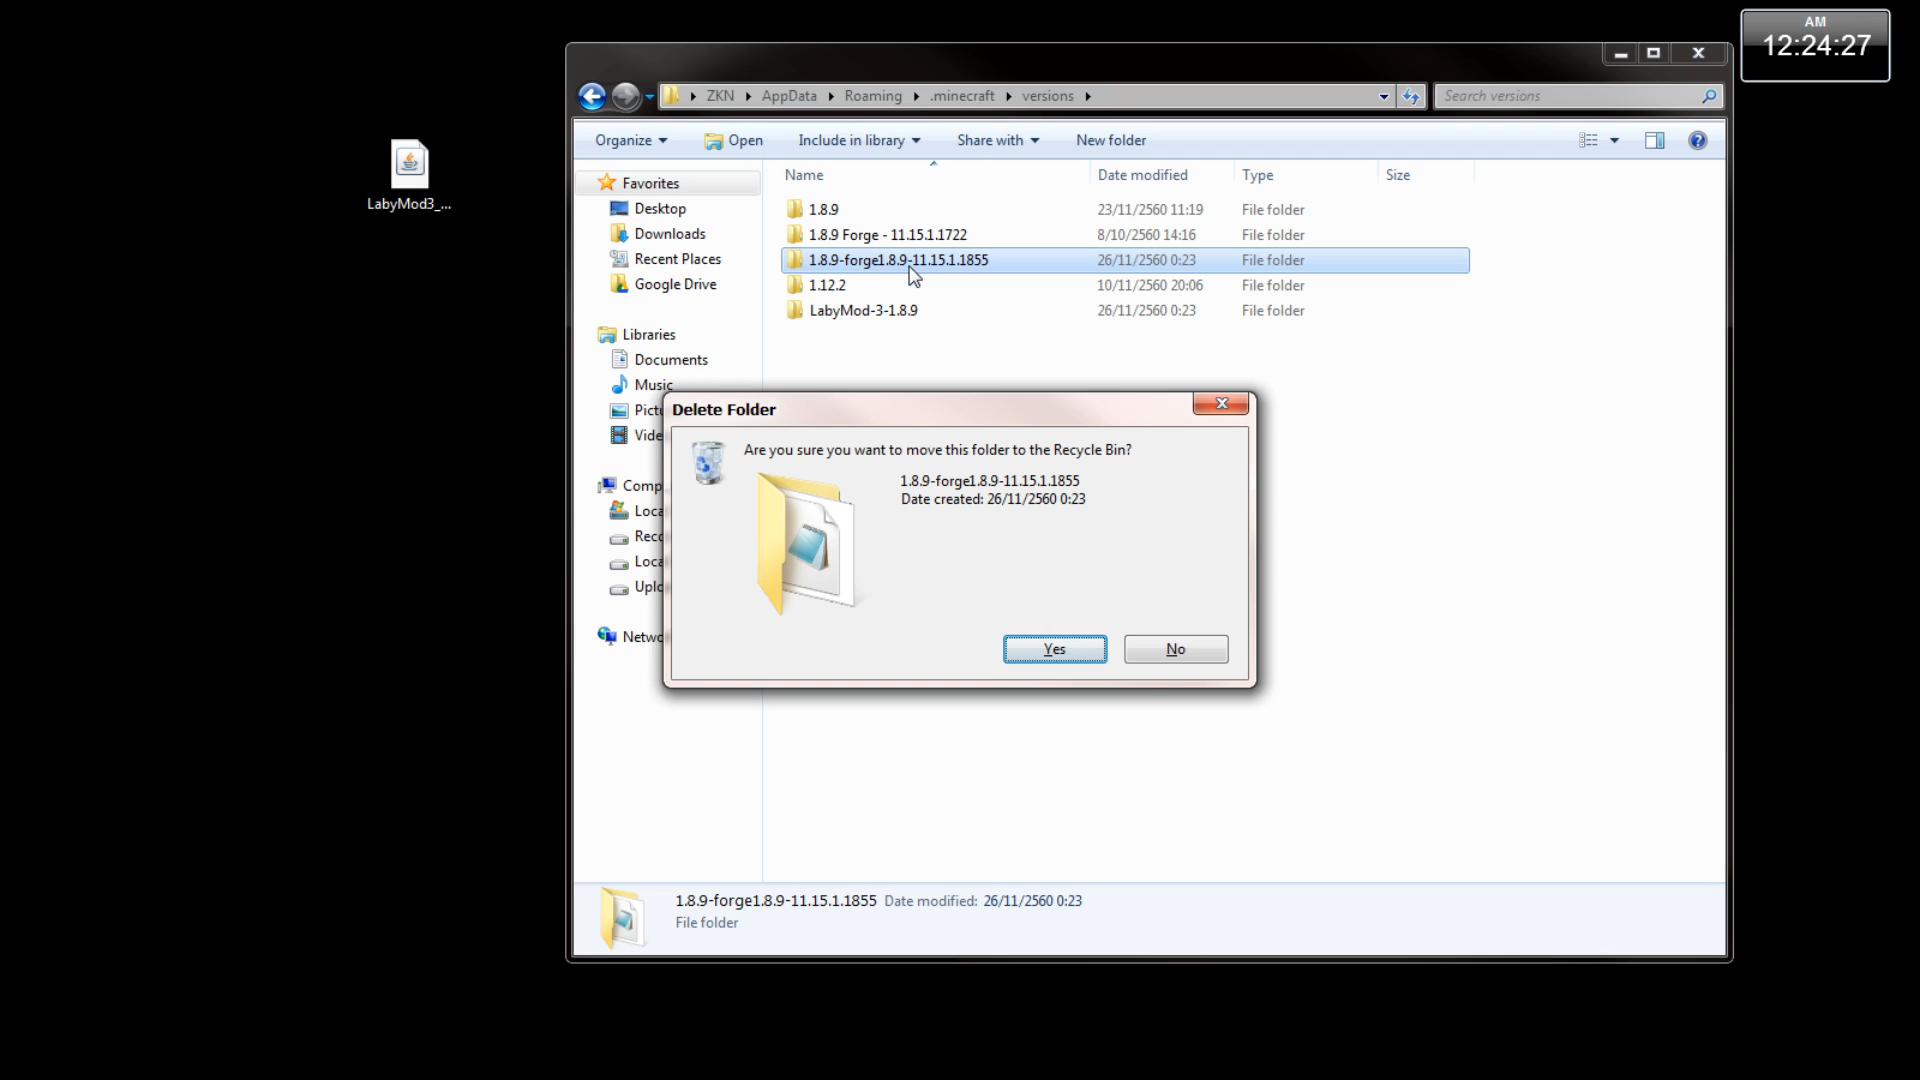 AM
12:24:27
LabyMod3_...
ZKN AppData Roaming .minecraft versions
Search versions
Organize Open Include in library Share with New folder
Name Date modified Type Size
1.8.9 23/11/2560 11:19 File folder
1.8.9 Forge - 11.15.1.1722 8/10/2560 14:16 File folder
1.8.9-forge1.8.9-11.15.1.1855 26/11/2560 0:23 File folder
1.12.2 10/11/2560 20:06 File folder
LabyMod-3-1.8.9 26/11/2560 0:23 File folder
Favorites
Desktop
Downloads
Recent Places
Google Drive
Libraries
Documents
Music
Pictu
Vide
Comp
Loca
Reco
Loca
Uplo
Netwo
Delete Folder
Are you sure you want to move this folder to the Recycle Bin?
1.8.9-forge1.8.9-11.15.1.1855
Date created: 26/11/2560 0:23
Yes No
1.8.9-forge1.8.9-11.15.1.1855 Date modified: 26/11/2560 0:23
File folder